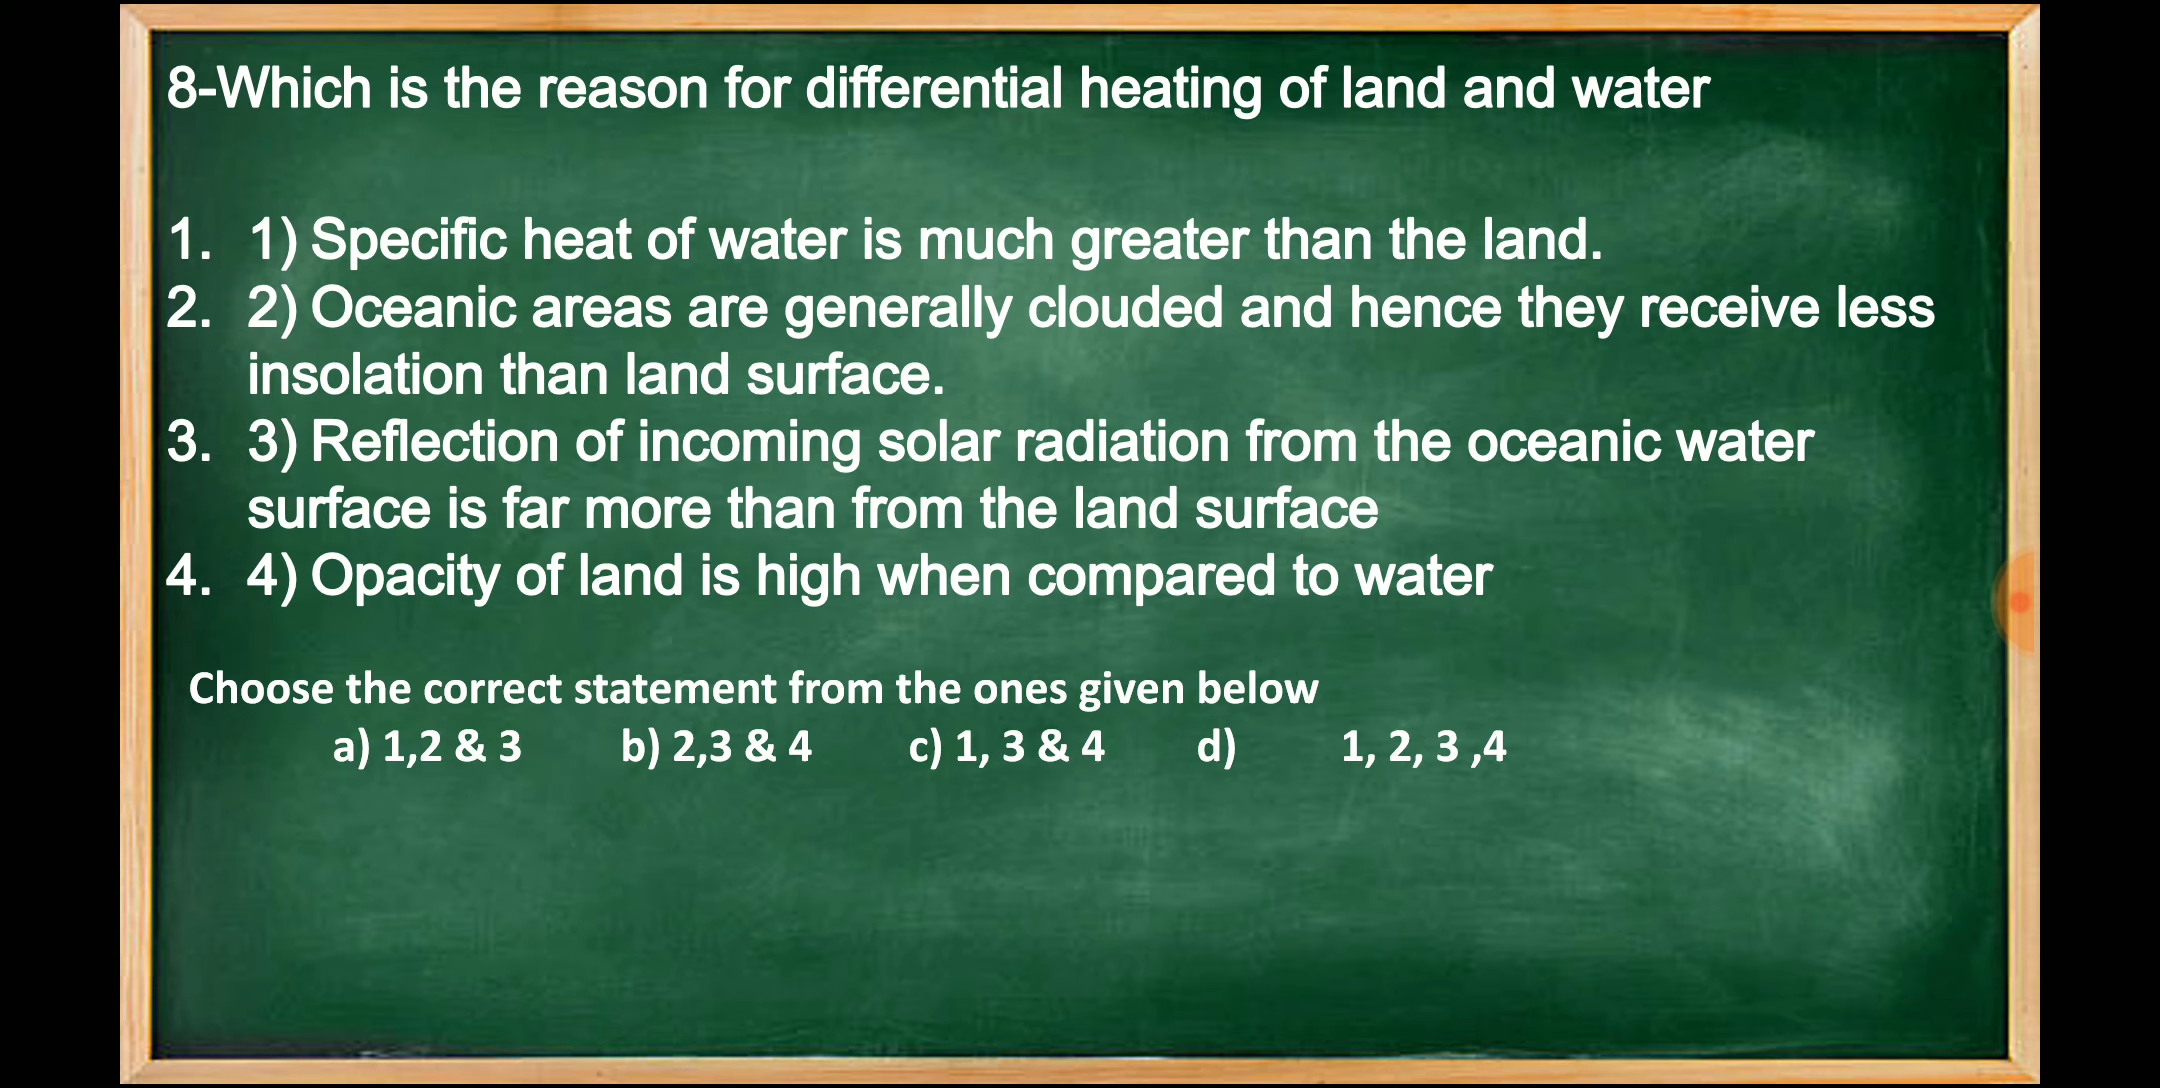 8-Which is the reason for differential heating of land and water
1. 1) Specific heat of water is much greater than the land.
2. 2) Oceanic areas are generally clouded and hence they receive less
insolation than land surface.
3. 3) Reflection of incoming solar radiation from the oceanic water
surface is far more than from the land surface
4. 4) Opacity of land is high when compared to water
Choose the correct statement from the ones given below
a) 1,2 & 3 b) 2,3 & 4 c) 1, 3 & 4 d) 1, 2, 3 ,4